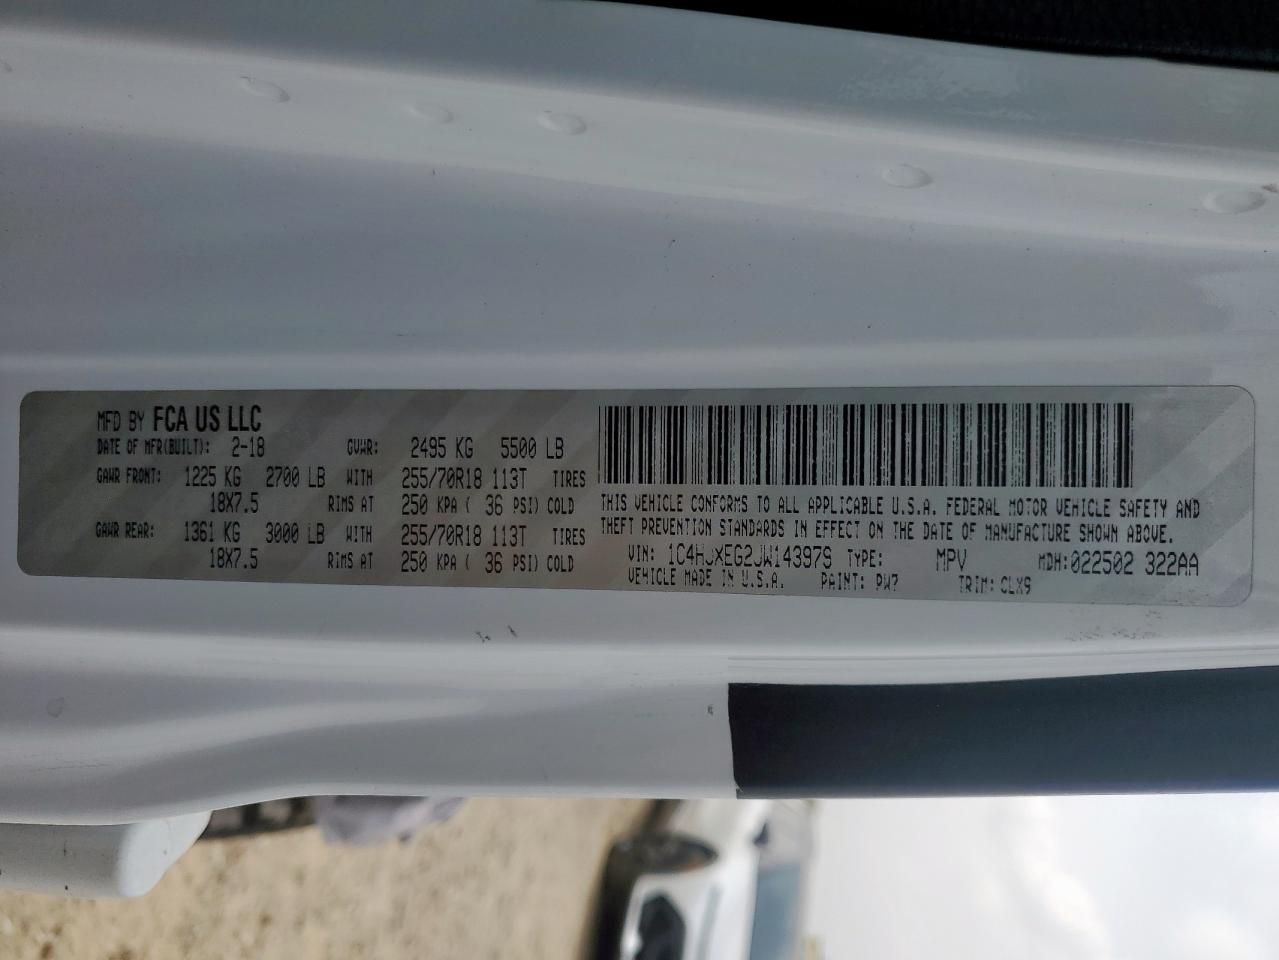 MFD BY FCA US LLC
DATE OF MFR(BUILT): 2-18 GVWR: 2495 KG 5500 LB
GAWR FRONT: 1225 KG 2700 LB WITH 255/70R18 113T TIRES
18X7.5 RIMS AT 250 KPA ( 36 PSI) COLD
GAWR REAR: 1361 KG 3000 LB WITH 255/70R18 113T TIRES
18X7.5 RIMS AT 250 KPA ( 36 PSI) COLD
THIS VEHICLE CONFORMS TO ALL APPLICABLE U.S.A. FEDERAL MOTOR VEHICLE SAFETY AND
THEFT PREVENTION STANDARDS IN EFFECT ON THE DATE OF MANUFACTURE SHOWN ABOVE.
VIN: 1C4HJXEG2JW143979 TYPE: MPV MDH:022502 322AA
VEHICLE MADE IN U.S.A. PAINT: PW7 TRIM: CLX9